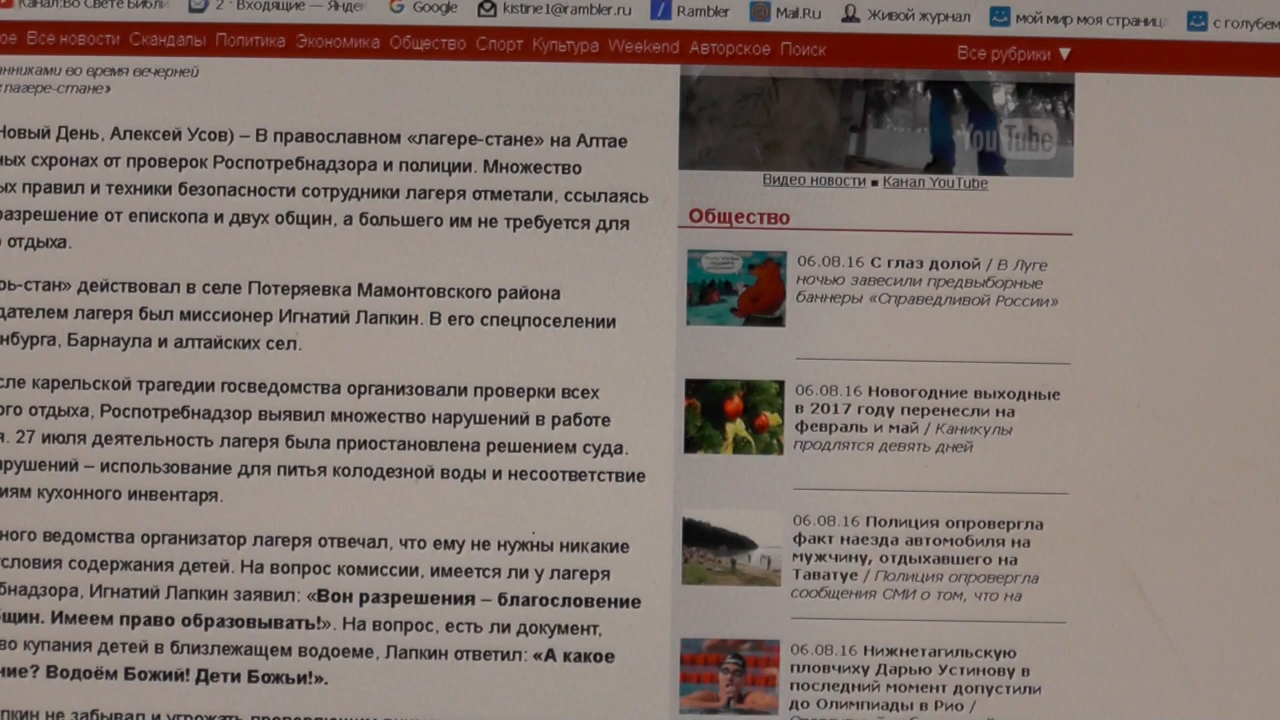 Канал:Во Свете Библи
2 · Входящие — Янде
Google
kistine1@rambler.ru
Rambler
Mail.Ru
Живой журнал
мой мир моя страниц
с голубем
ое Все новости Скандалы Политика Экономика Общество Спорт Культура Weekend Авторское Поиск
Все рубрики ▼
анниками во время вечерней
«лагере-стане»
Новый День, Алексей Усов) – В православном «лагере-стане» на Алтае
ных схронах от проверок Роспотребнадзора и полиции. Множество
ых правил и техники безопасности сотрудники лагеря отметали, ссылаясь
разрешение от епископа и двух общин, а большего им не требуется для
о отдыха.
рь-стан» действовал в селе Потеряевка Мамонтовского района
дателем лагеря был миссионер Игнатий Лапкин. В его спецпоселении
нбурга, Барнаула и алтайских сел.
сле карельской трагедии госведомства организовали проверки всех
ого отдыха, Роспотребнадзор выявил множество нарушений в работе
я. 27 июля деятельность лагеря была приостановлена решением суда.
арушений – использование для питья колодезной воды и несоответствие
иям кухонного инвентаря.
ного ведомства организатор лагеря отвечал, что ему не нужны никакие
словия содержания детей. На вопрос комиссии, имеется ли у лагеря
бнадзора, Игнатий Лапкин заявил: «Вон разрешения – благословение
бщин. Имеем право образовывать!». На вопрос, есть ли документ,
во купания детей в близлежащем водоеме, Лапкин ответил: «А какое
ние? Водоём Божий! Дети Божьи!».
пкин не забывал и угрожать
YouTube
Видео новости ■ Канал YouTube
Общество
06.08.16 С глаз долой / В Луге
ночью завесили предвыборные
баннеры «Справедливой России»
06.08.16 Новогодние выходные
в 2017 году перенесли на
февраль и май / Каникулы
продлятся девять дней
06.08.16 Полиция опровергла
факт наезда автомобиля на
мужчину, отдыхавшего на
Таватуе / Полиция опровергла
сообщения СМИ о том, что на
06.08.16 Нижнетагильскую
пловчиху Дарью Устинову в
последний момент допустили
до Олимпиады в Рио /